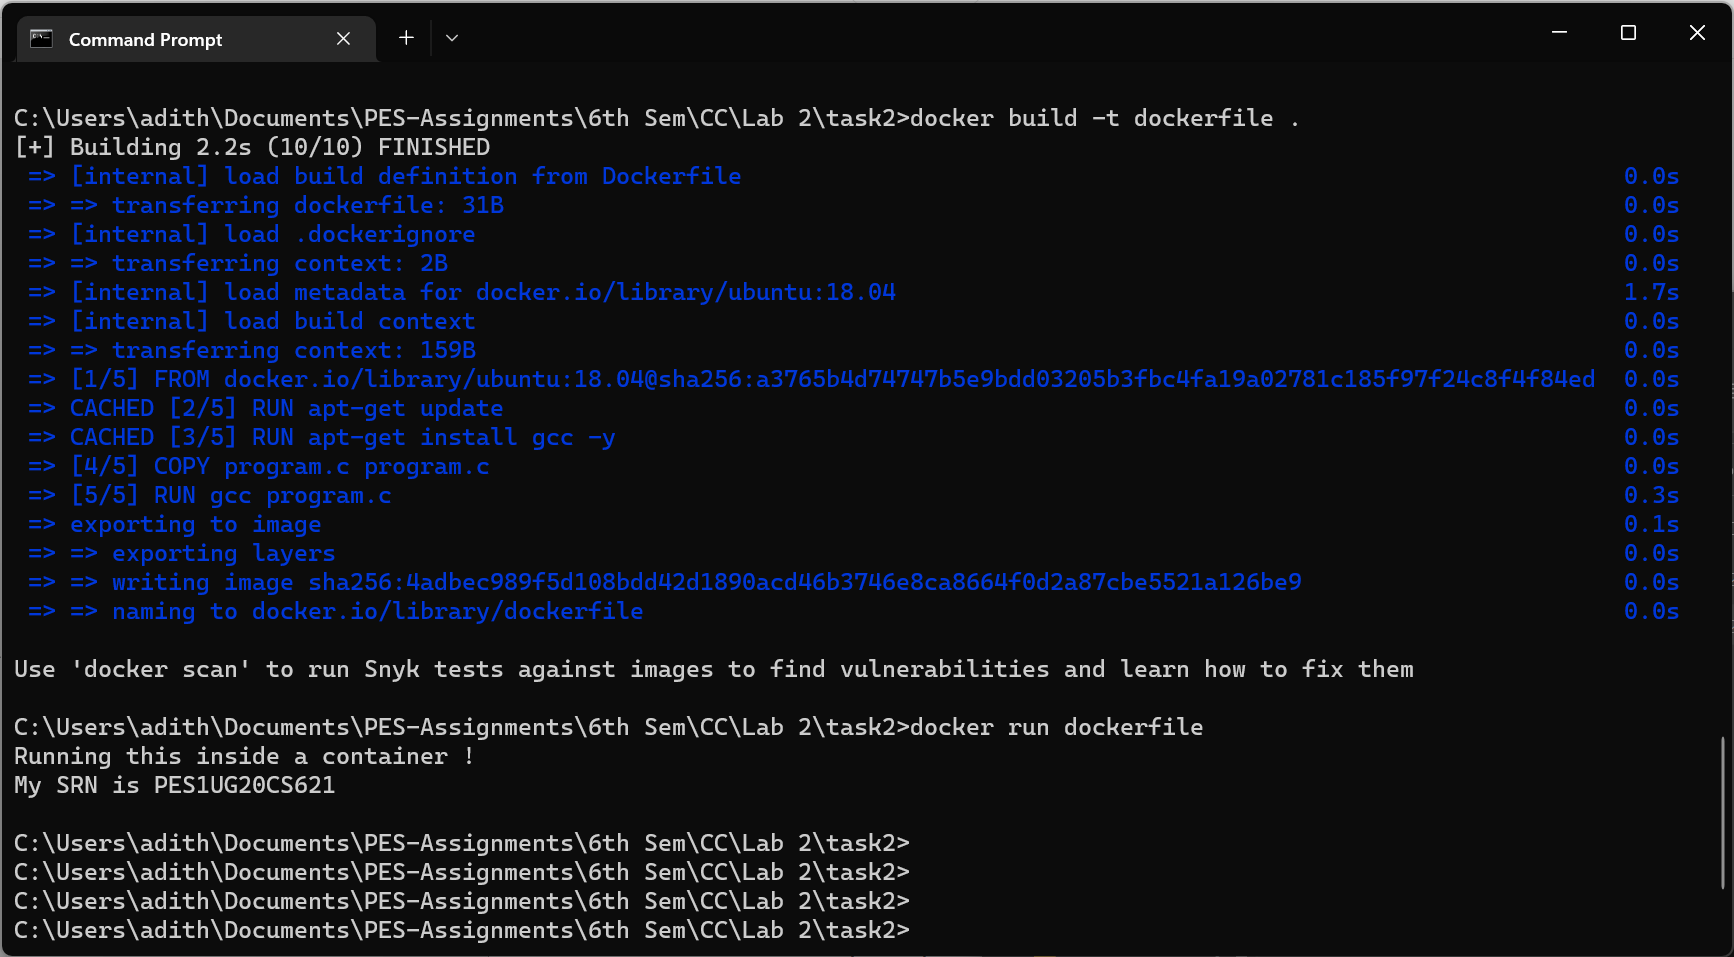 Command Prompt
C:\Users\adith\Documents\PES-Assignments\6th Sem\CC\Lab 2\task2>docker build -t dockerfile .
[+] Building 2.2s (10/10) FINISHED
=> [internal] load build definition from Dockerfile 0.0s
=> => transferring dockerfile: 31B 0.0s
=> [internal] load .dockerignore 0.0s
=> => transferring context: 2B 0.0s
=> [internal] load metadata for docker.io/library/ubuntu:18.04 1.7s
=> [internal] load build context 0.0s
=> => transferring context: 159B 0.0s
=> [1/5] FROM docker.io/library/ubuntu:18.04@sha256:a3765b4d74747b5e9bdd03205b3fbc4fa19a02781c185f97f24c8f4f84ed 0.0s
=> CACHED [2/5] RUN apt-get update 0.0s
=> CACHED [3/5] RUN apt-get install gcc -y 0.0s
=> [4/5] COPY program.c program.c 0.0s
=> [5/5] RUN gcc program.c 0.3s
=> exporting to image 0.1s
=> => exporting layers 0.0s
=> => writing image sha256:4adbec989f5d108bdd42d1890acd46b3746e8ca8664f0d2a87cbe5521a126be9 0.0s
=> => naming to docker.io/library/dockerfile 0.0s
Use 'docker scan' to run Snyk tests against images to find vulnerabilities and learn how to fix them
C:\Users\adith\Documents\PES-Assignments\6th Sem\CC\Lab 2\task2>docker run dockerfile
Running this inside a container !
My SRN is PES1UG20CS621
C:\Users\adith\Documents\PES-Assignments\6th Sem\CC\Lab 2\task2>
C:\Users\adith\Documents\PES-Assignments\6th Sem\CC\Lab 2\task2>
C:\Users\adith\Documents\PES-Assignments\6th Sem\CC\Lab 2\task2>
C:\Users\adith\Documents\PES-Assignments\6th Sem\CC\Lab 2\task2>